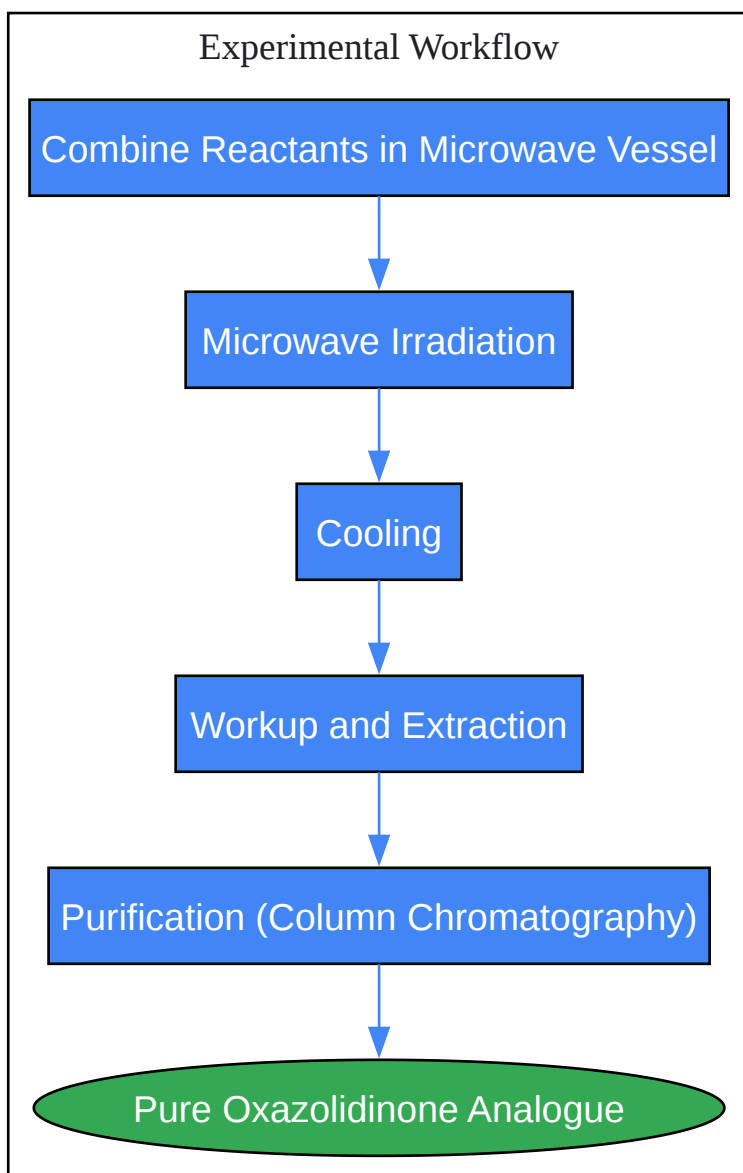 Experimental Workflow
Combine Reactants in Microwave Vessel
Microwave Irradiation
Cooling
Workup and Extraction
Purification (Column Chromatography)
Pure Oxazolidinone Analogue